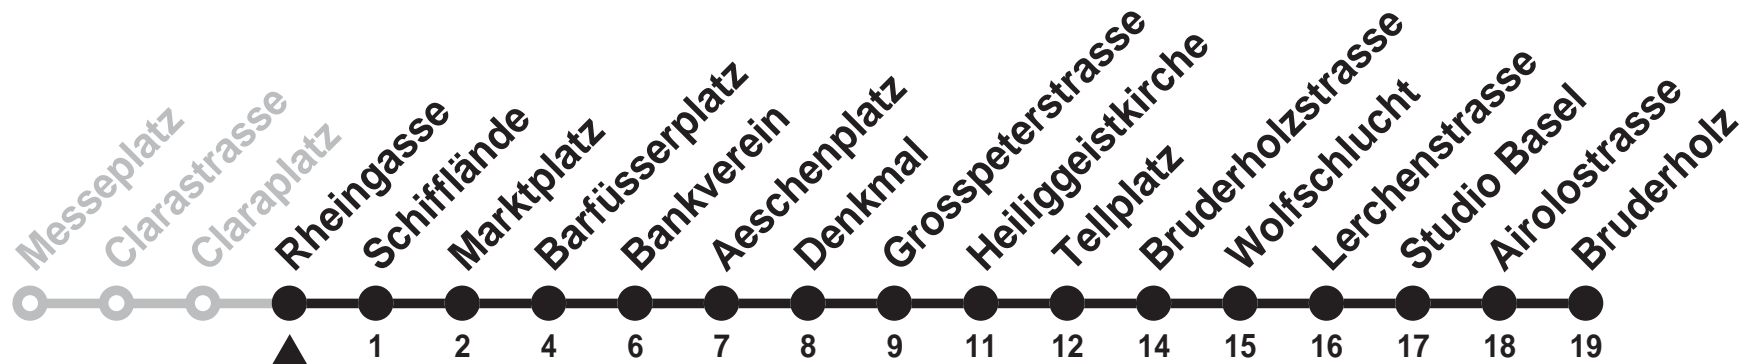 Messeplatz
Clarastrasse
Claraplatz
Rheingasse
Schifflände
Marktplatz
Barfüsserplatz
Bankverein
Aeschenplatz
Denkmal
Grosspeterstrasse
Heiliggeistkirche
Tellplatz
Bruderholzstrasse
Wolfschlucht
Lerchenstrasse
Studio Basel
Airolostrasse
Bruderholz
1 2 4 6 7 8 9 11 12 14 15 16 17 18 19